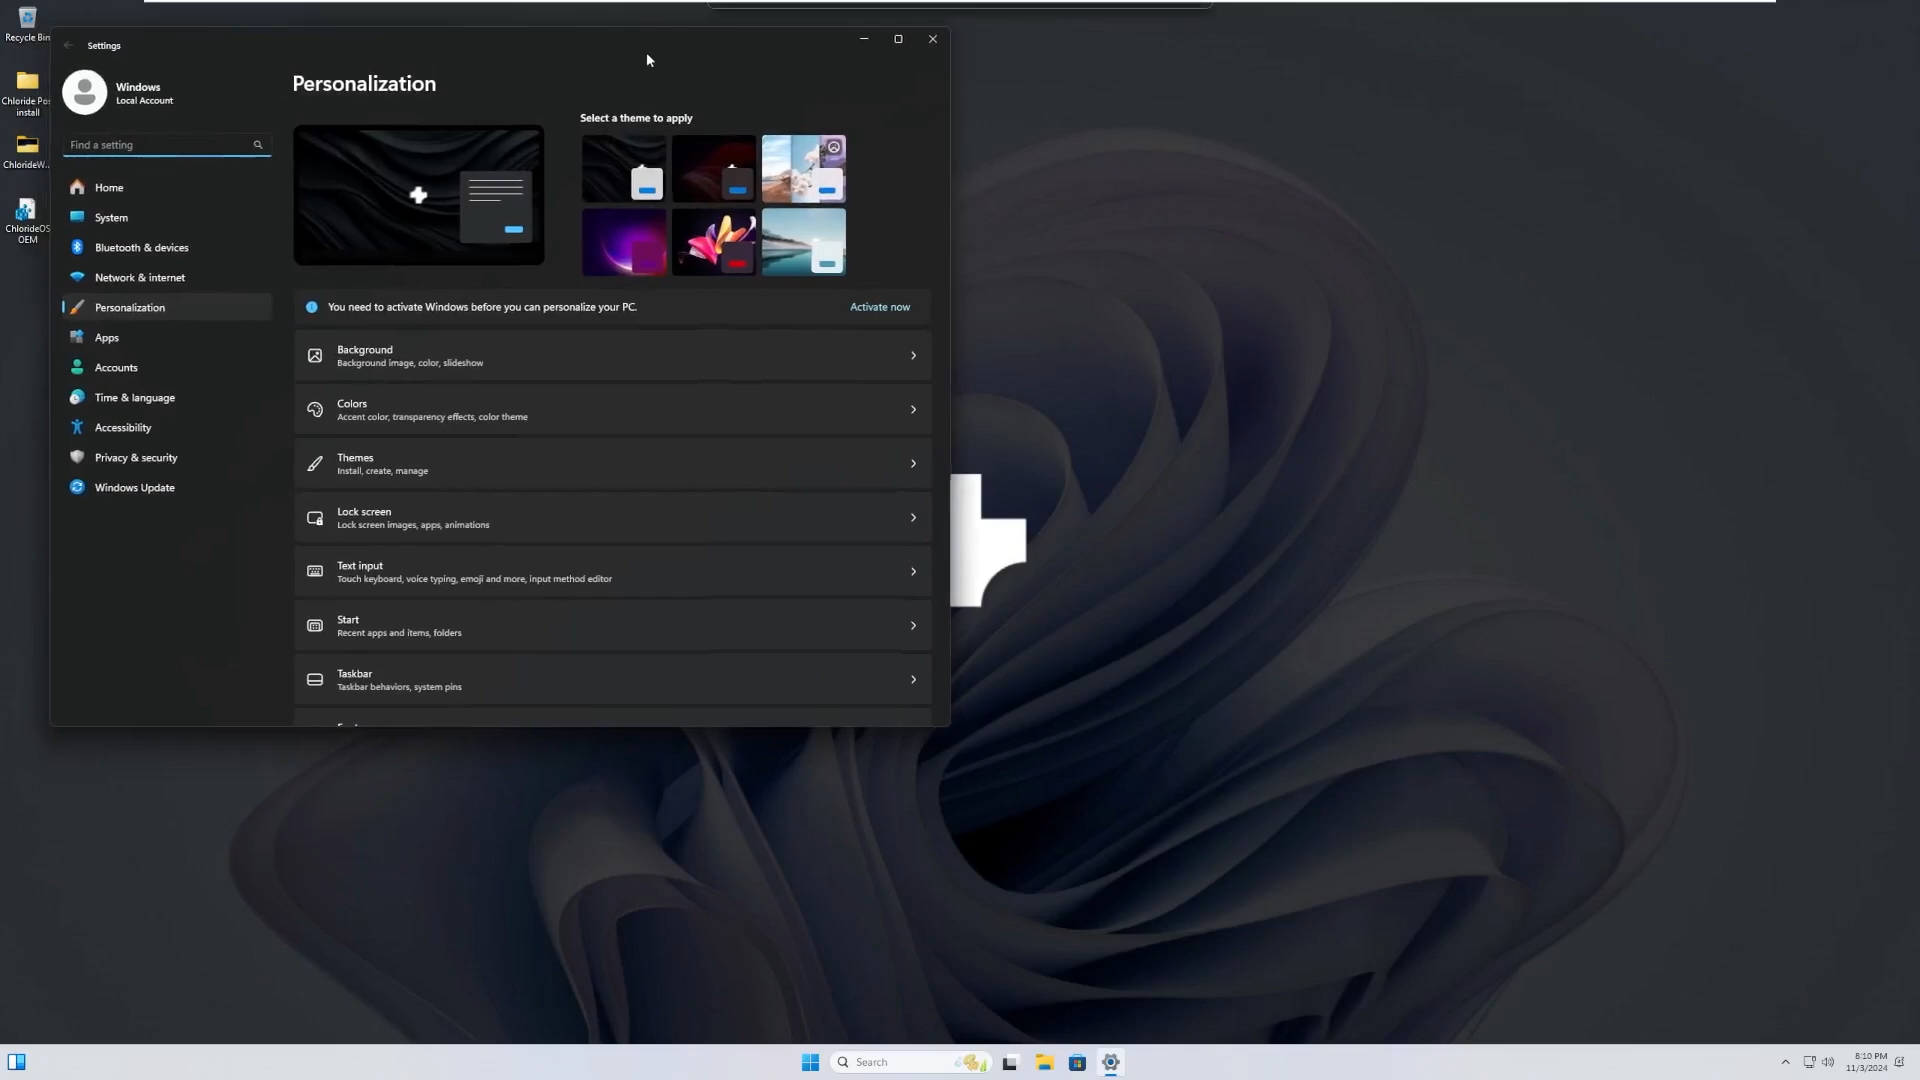 Recycle Bin
Chloride Pos
install
ChlorideW...
ChlorideOS
OEM
Settings
Windows
Local Account
Find a setting
Home
System
Bluetooth & devices
Network & internet
Personalization
Apps
Accounts
Time & language
Accessibility
Privacy & security
Windows Update
Personalization
Select a theme to apply
You need to activate Windows before you can personalize your PC.
Activate now
Background
Background image, color, slideshow
Colors
Accent color, transparency effects, color theme
Themes
Install, create, manage
Lock screen
Lock screen images, apps, animations
Text input
Touch keyboard, voice typing, emoji and more, input method editor
Start
Recent apps and items, folders
Taskbar
Taskbar behaviors, system pins
Search
8:10 PM
11/3/2024